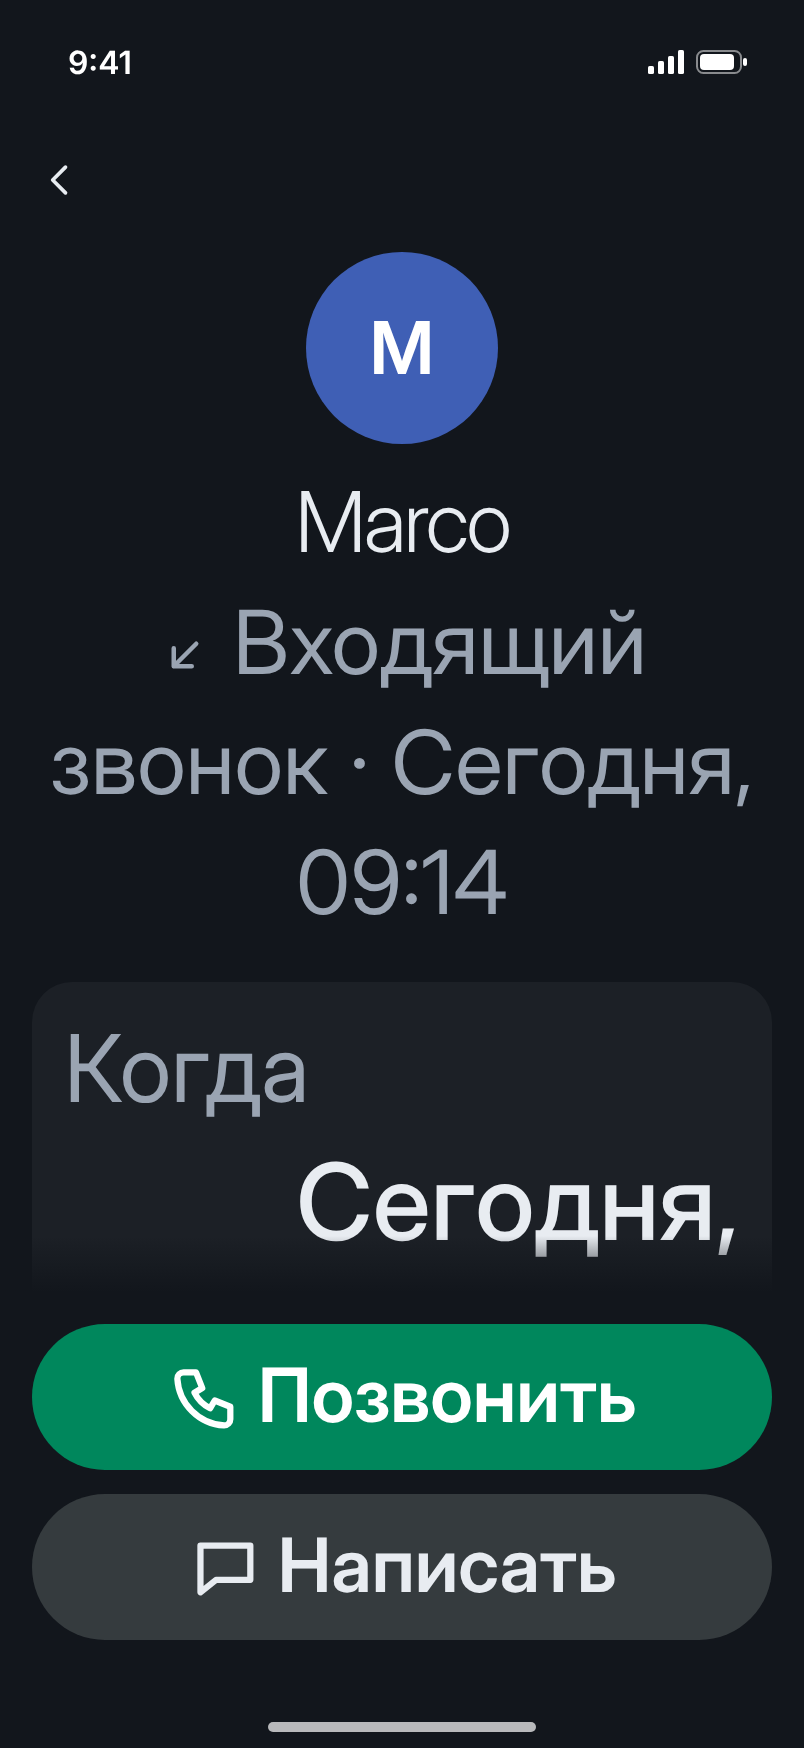 9:41
M
Marco
Входящий
звонок · Сегодня,
09:14
Когда
Сегодня,
Позвонить
Написать